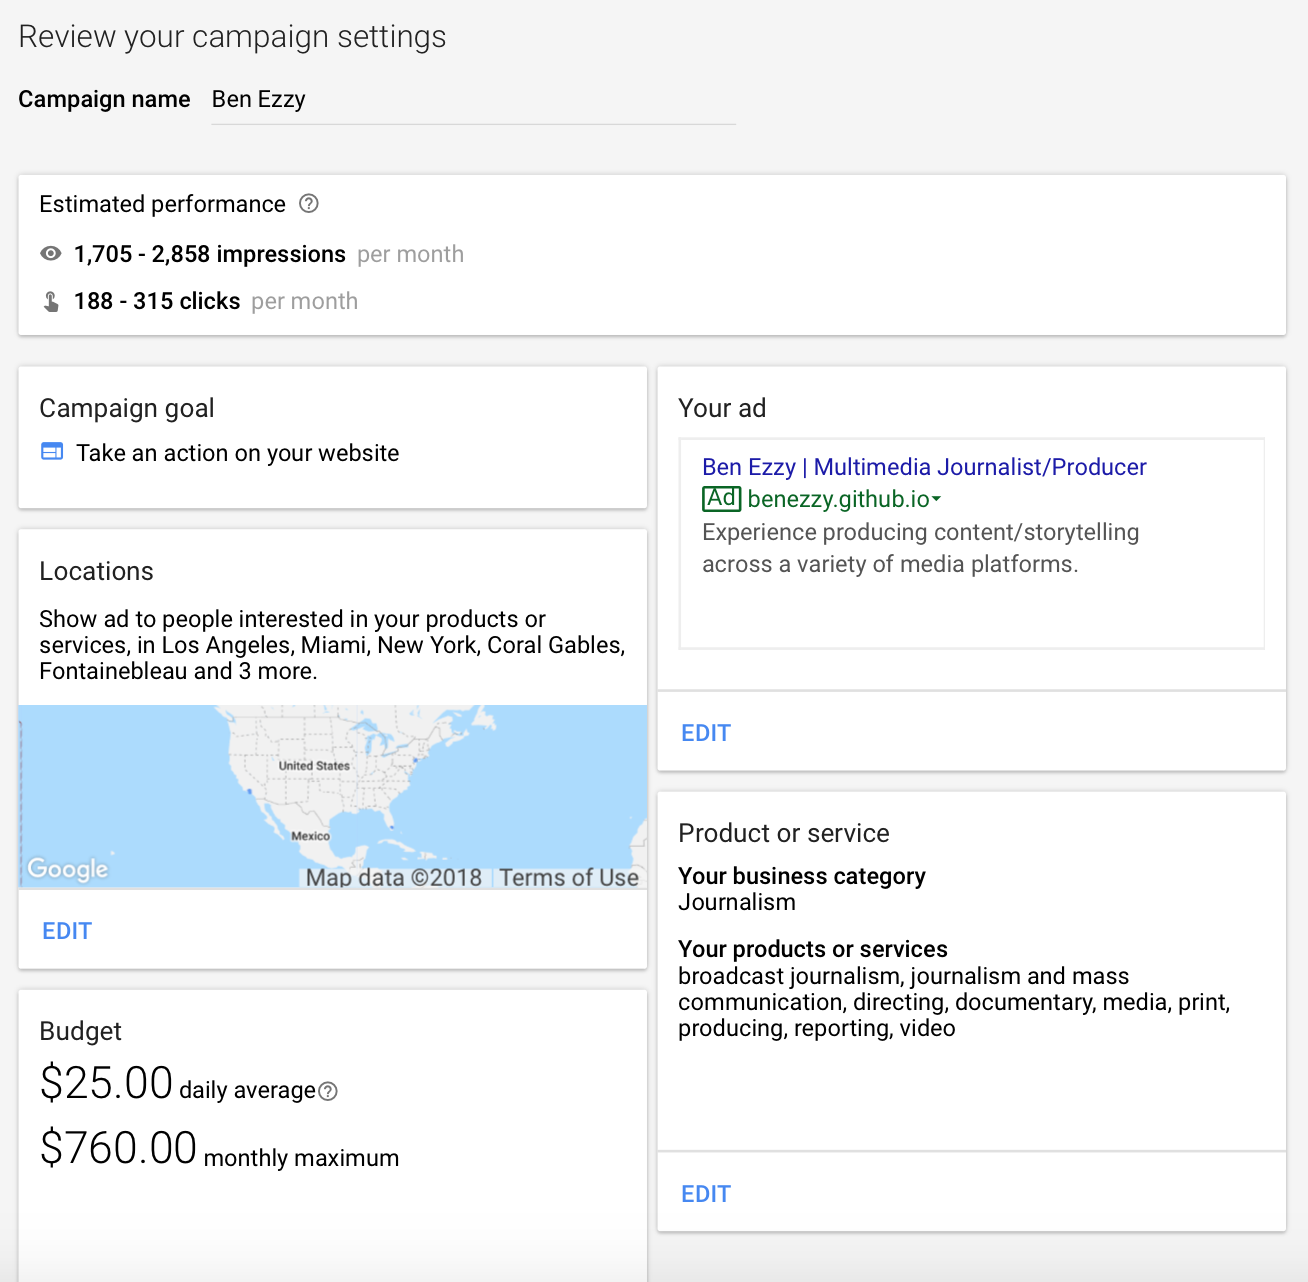 Review your campaign settings
Campaign name Ben Ezzy
Estimated performance ?
1,705 - 2,858 impressions per month
188 - 315 clicks per month
Campaign goal
Take an action on your website
Locations
Show ad to people interested in your products or
services, in Los Angeles, Miami, New York, Coral Gables,
Fontainebleau and 3 more.
United States
Mexico
Google
Map data ©2018 Terms of Use
EDIT
Budget
$25.00 daily average ?
$760.00 monthly maximum
Your ad
Ben Ezzy | Multimedia Journalist/Producer
Ad benezzy.github.io
Experience producing content/storytelling
across a variety of media platforms.
EDIT
Product or service
Your business category
Journalism
Your products or services
broadcast journalism, journalism and mass
communication, directing, documentary, media, print,
producing, reporting, video
EDIT